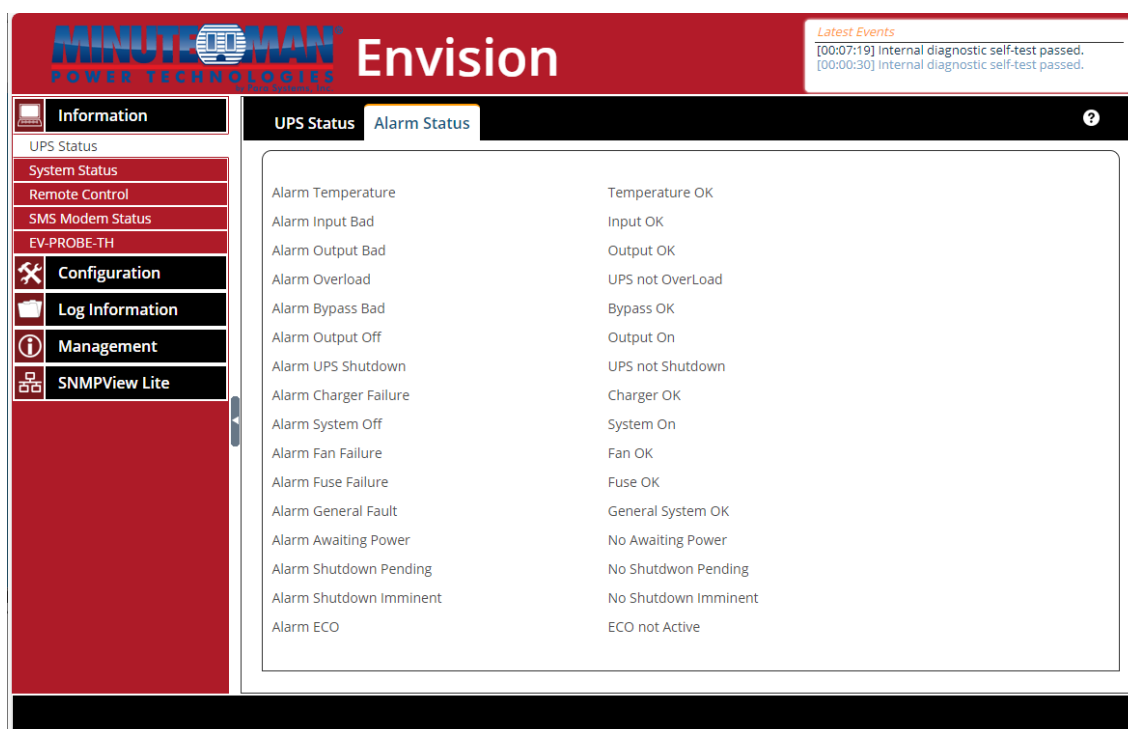 MINUTEMAN®
POWER TECHNOLOGIES
by Para Systems, Inc.
Envision
Latest Events
[00:07:19] Internal diagnostic self-test passed.
[00:00:30] Internal diagnostic self-test passed.
Information
UPS Status
System Status
Remote Control
SMS Modem Status
EV-PROBE-TH
Configuration
Log Information
Management
SNMPView Lite
UPS Status Alarm Status
?
Alarm Temperature Temperature OK
Alarm Input Bad Input OK
Alarm Output Bad Output OK
Alarm Overload UPS not OverLoad
Alarm Bypass Bad Bypass OK
Alarm Output Off Output On
Alarm UPS Shutdown UPS not Shutdown
Alarm Charger Failure Charger OK
Alarm System Off System On
Alarm Fan Failure Fan OK
Alarm Fuse Failure Fuse OK
Alarm General Fault General System OK
Alarm Awaiting Power No Awaiting Power
Alarm Shutdown Pending No Shutdwon Pending
Alarm Shutdown Imminent No Shutdown Imminent
Alarm ECO ECO not Active